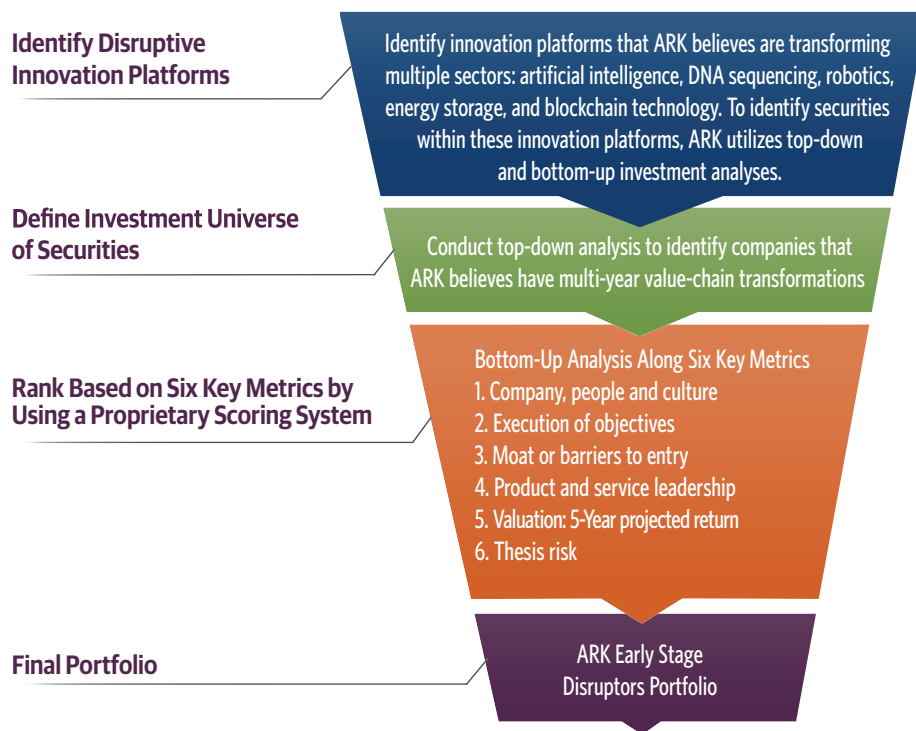 Identify Disruptive
Innovation Platforms
Identify innovation platforms that ARK believes are transforming
multiple sectors: artificial intelligence, DNA sequencing, robotics,
energy storage, and blockchain technology. To identify securities
within these innovation platforms, ARK utilizes top-down
and bottom-up investment analyses.
Define Investment Universe
of Securities
Conduct top-down analysis to identify companies that
ARK believes have multi-year value-chain transformations
Rank Based on Six Key Metrics by
Using a Proprietary Scoring System
Bottom-Up Analysis Along Six Key Metrics
1. Company, people and culture
2. Execution of objectives
3. Moat or barriers to entry
4. Product and service leadership
5. Valuation: 5-Year projected return
6. Thesis risk
Final Portfolio
ARK Early Stage
Disruptors Portfolio